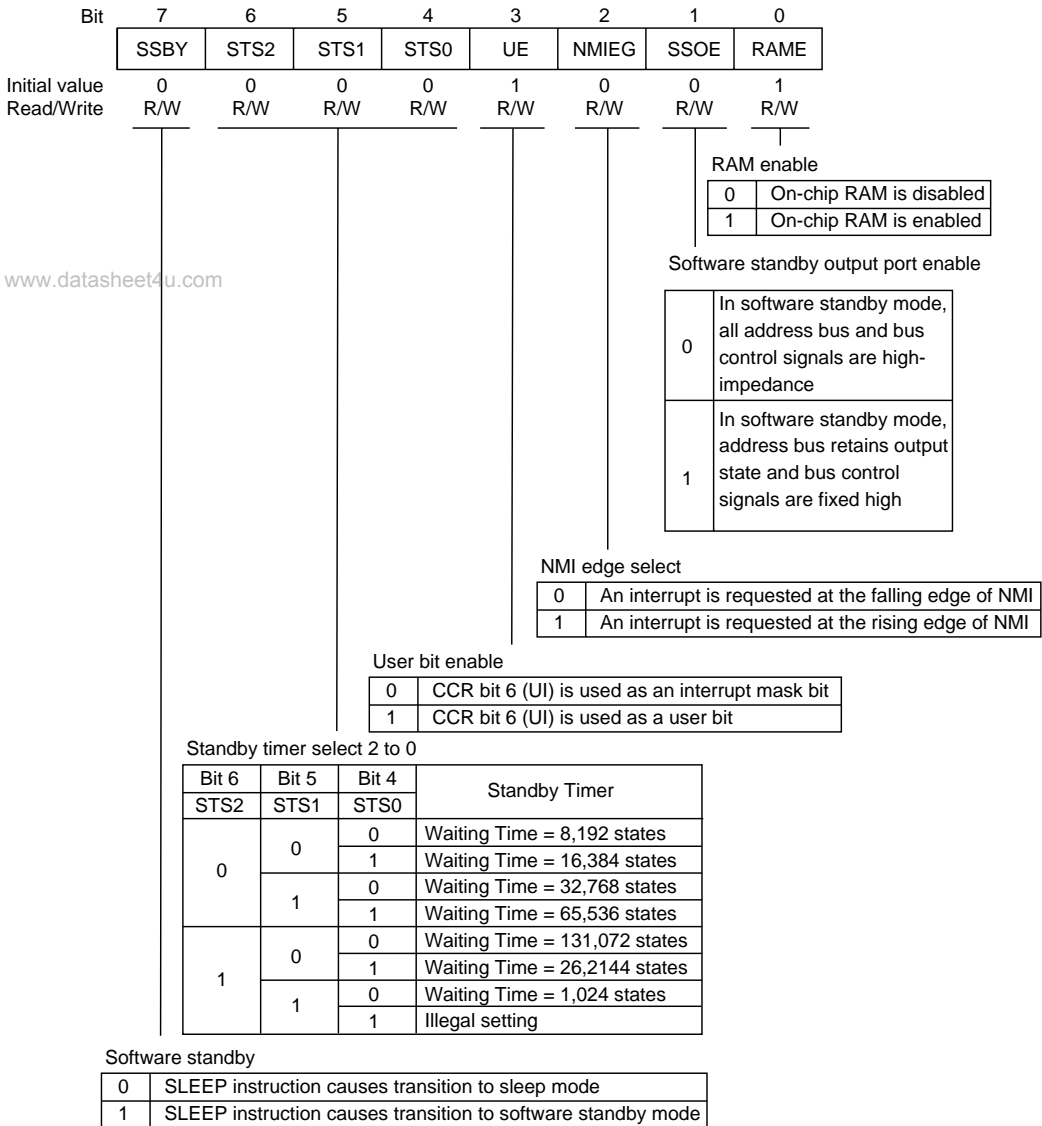 Bit 7 6 5 4 3 2 1 0
SSBY STS2 STS1 STS0 UE NMIEG SSOE RAME
Initial value 0 0 0 0 1 0 0 1
Read/Write R/W R/W R/W R/W R/W R/W R/W R/W
RAM enable
0 On-chip RAM is disabled
1 On-chip RAM is enabled
Software standby output port enable
www.datasheet4u.com
0 In software standby mode,
all address bus and bus
control signals are high-
impedance
1 In software standby mode,
address bus retains output
state and bus control
signals are fixed high
NMI edge select
0 An interrupt is requested at the falling edge of NMI
1 An interrupt is requested at the rising edge of NMI
User bit enable
0 CCR bit 6 (UI) is used as an interrupt mask bit
1 CCR bit 6 (UI) is used as a user bit
Standby timer select 2 to 0
Bit 6 Bit 5 Bit 4 Standby Timer
STS2 STS1 STS0
0 0 0 Waiting Time = 8,192 states
1 Waiting Time = 16,384 states
1 0 Waiting Time = 32,768 states
1 Waiting Time = 65,536 states
1 0 0 Waiting Time = 131,072 states
1 Waiting Time = 26,2144 states
1 0 Waiting Time = 1,024 states
1 Illegal setting
Software standby
0 SLEEP instruction causes transition to sleep mode
1 SLEEP instruction causes transition to software standby mode